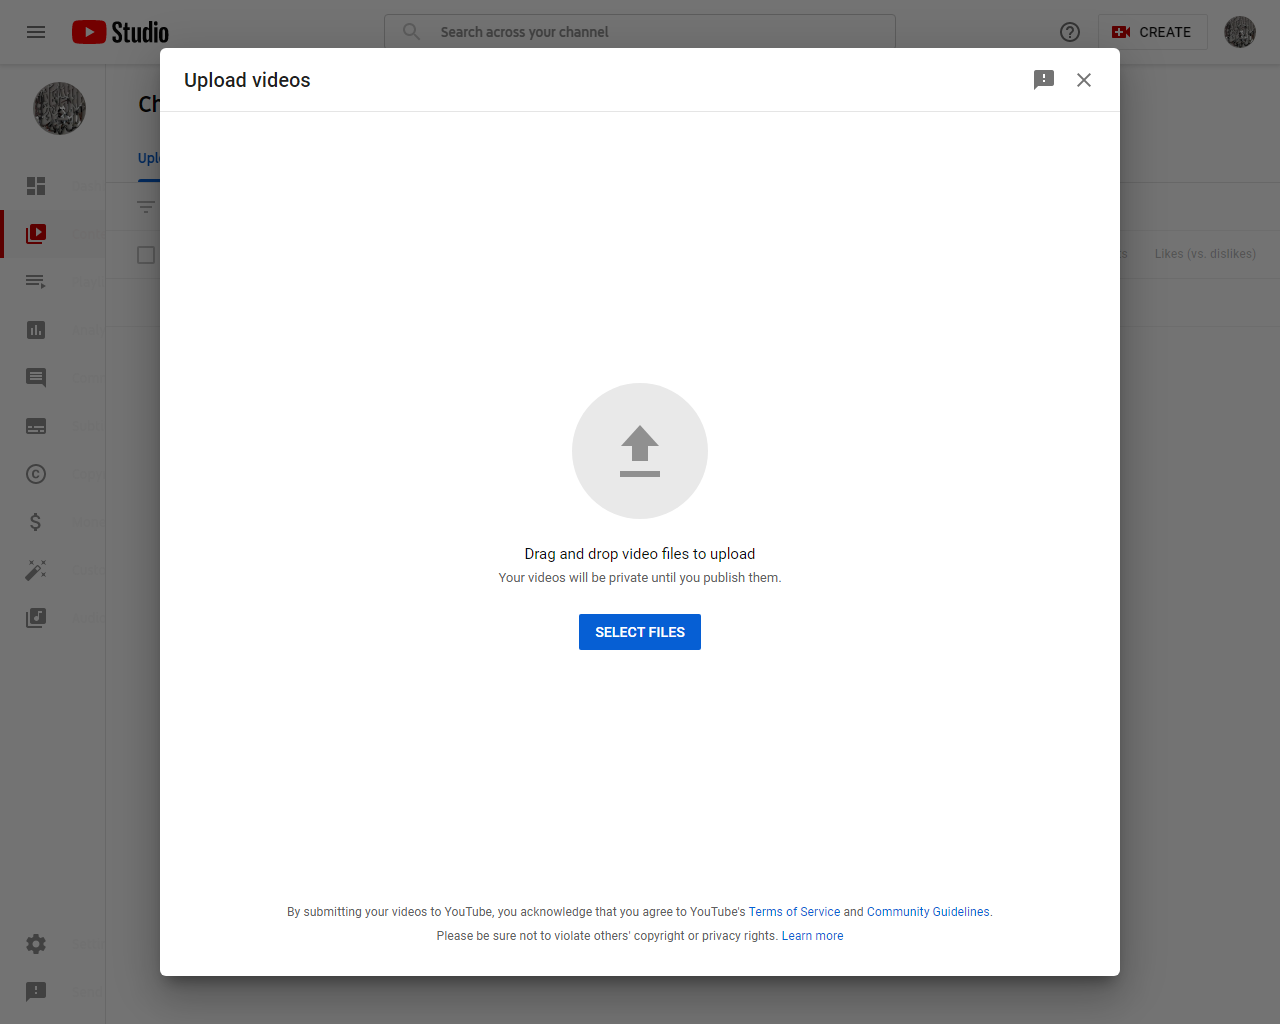 Studio
Search across your channel
CREATE
Upload videos
Likes (vs. dislikes)
Drag and drop video files to upload
Your videos will be private until you publish them.
SELECT FILES
By submitting your videos to YouTube, you acknowledge that you agree to YouTube's Terms of Service and Community Guidelines.
Please be sure not to violate others' copyright or privacy rights. Learn more